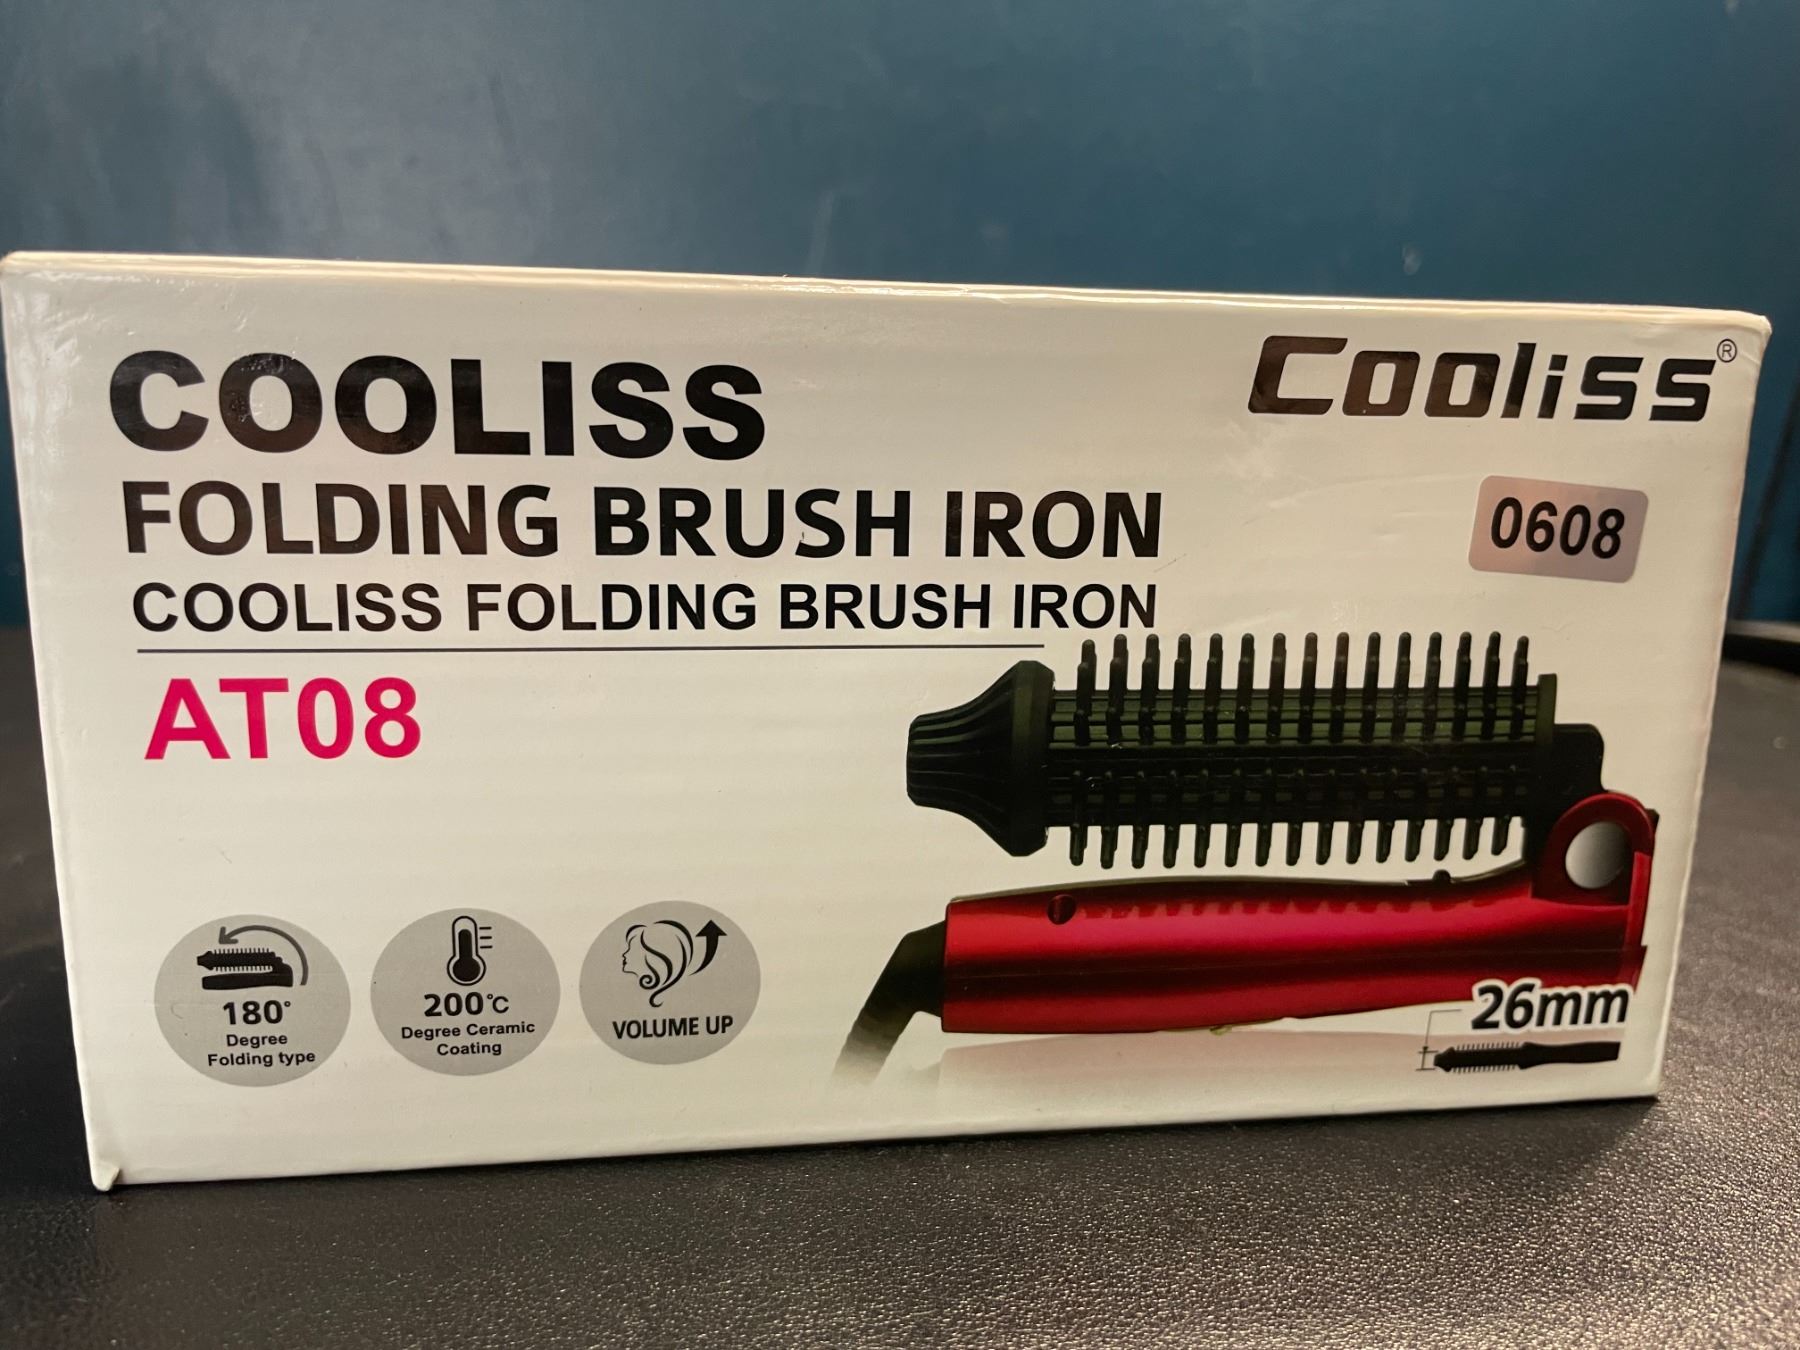 COOLISS
FOLDING BRUSH IRON
COOLISS FOLDING BRUSH IRON
AT08
Cooliss®
0608
180°
Degree
Folding type
200°C
Degree Ceramic
Coating
VOLUME UP
26mm